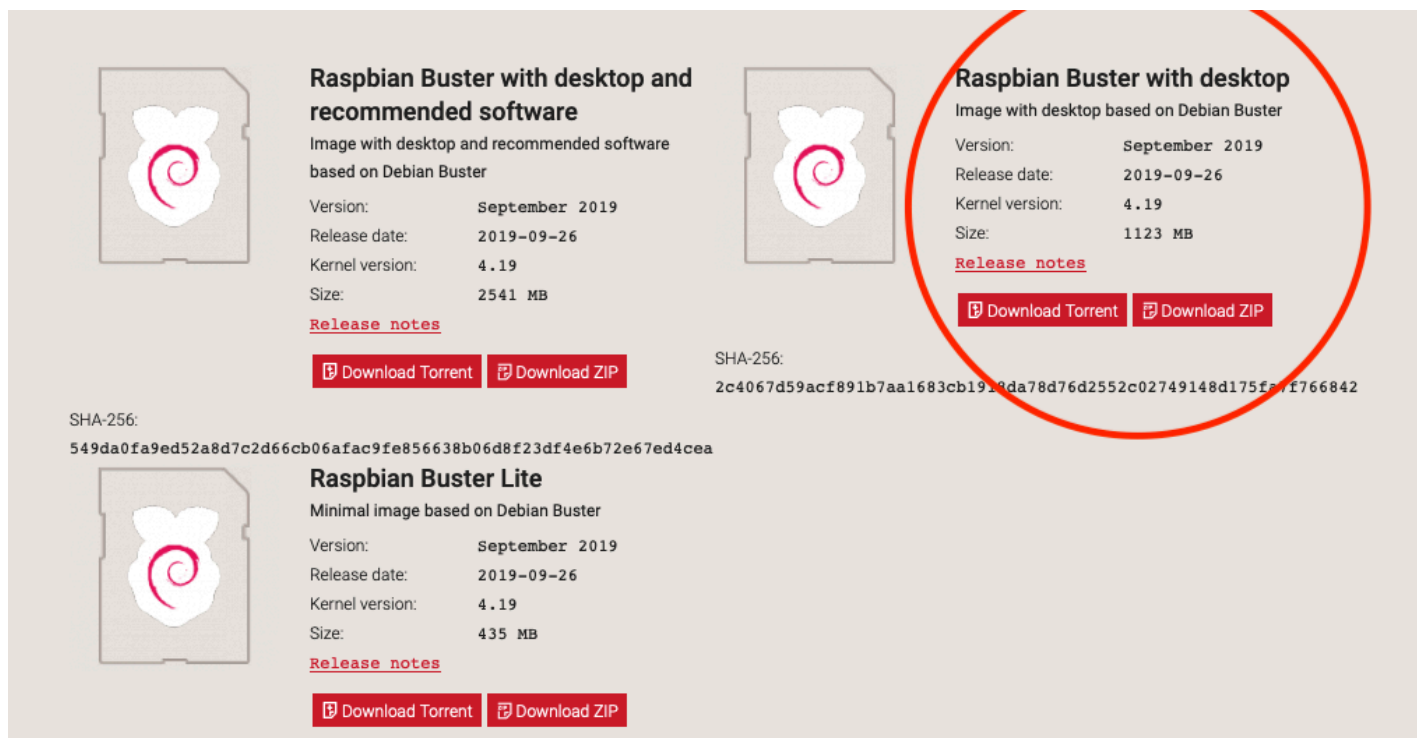 Raspbian Buster with desktop and
recommended software
Image with desktop and recommended software
based on Debian Buster
Version: September 2019
Release date: 2019-09-26
Kernel version: 4.19
Size: 2541 MB
Release notes
Download Torrent Download ZIP
SHA-256:
549da0fa9ed52a8d7c2d66cb06afac9fe856638b06d8f23df4e6b72e67ed4cea
Raspbian Buster with desktop
Image with desktop based on Debian Buster
Version: September 2019
Release date: 2019-09-26
Kernel version: 4.19
Size: 1123 MB
Release notes
Download Torrent Download ZIP
SHA-256:
2c4067d59acf891b7aa1683cb1918da78d76d2552c02749148d175fa7f766842
Raspbian Buster Lite
Minimal image based on Debian Buster
Version: September 2019
Release date: 2019-09-26
Kernel version: 4.19
Size: 435 MB
Release notes
Download Torrent Download ZIP